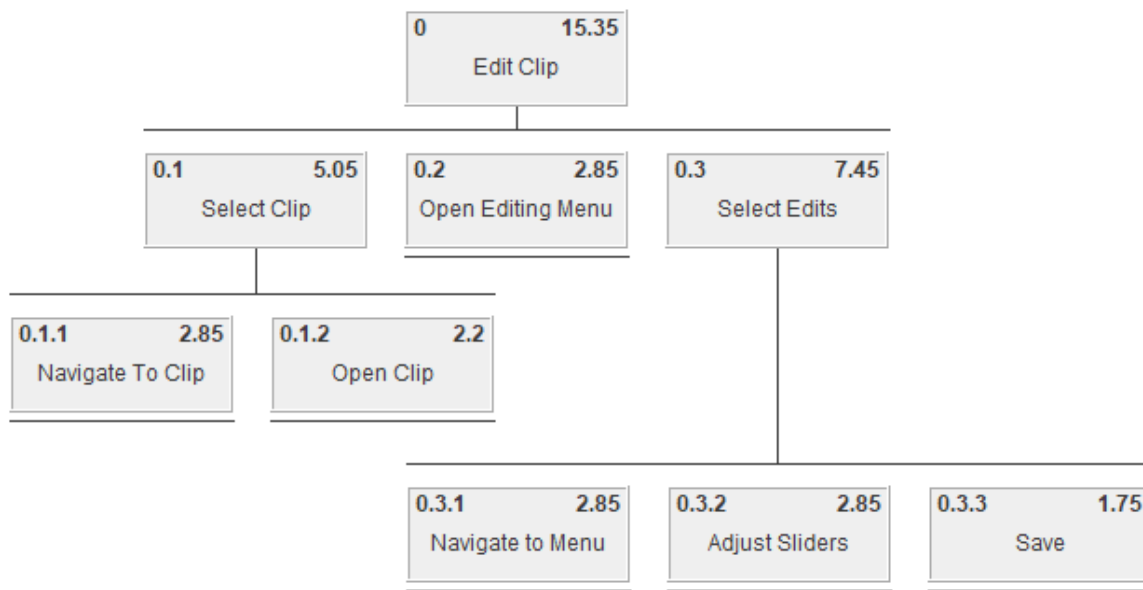 0 15.35
Edit Clip
0.1 5.05
Select Clip
0.2 2.85
Open Editing Menu
0.3 7.45
Select Edits
0.1.1 2.85
Navigate To Clip
0.1.2 2.2
Open Clip
0.3.1 2.85
Navigate to Menu
0.3.2 2.85
Adjust Sliders
0.3.3 1.75
Save